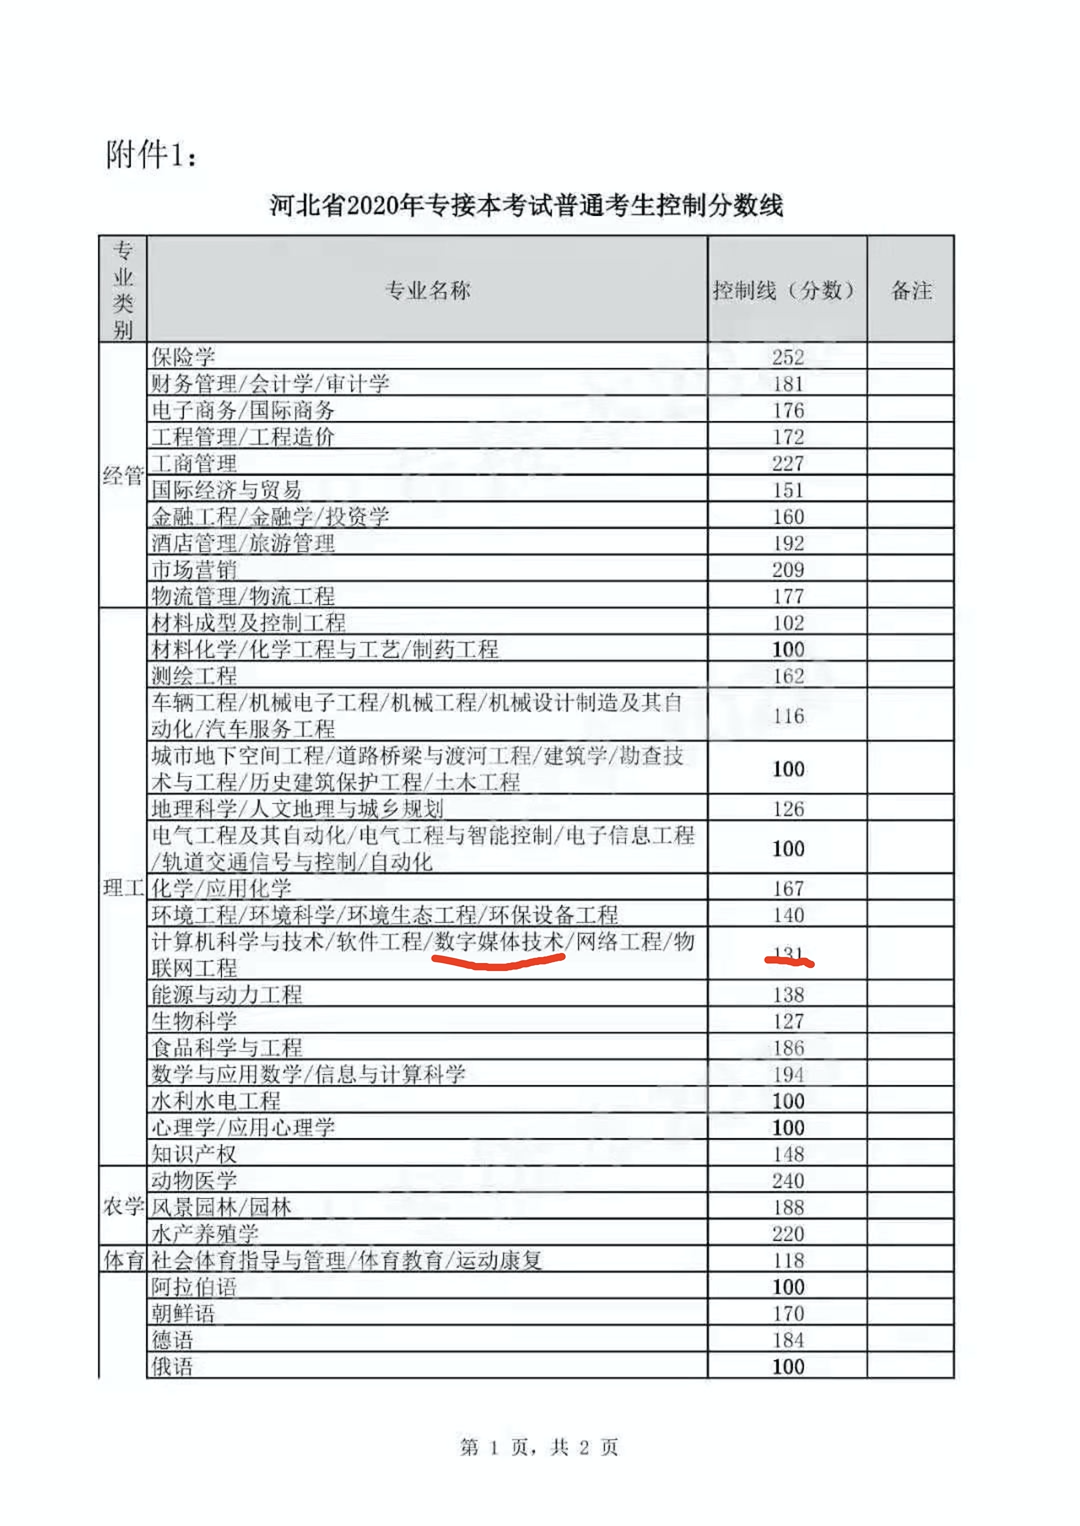 附件1：
河北省2020年专接本考试普通考生控制分数线
专业类别 专业名称 控制线（分数） 备注
经管
保险学 252
财务管理/会计学/审计学 181
电子商务/国际商务 176
工程管理/工程造价 172
工商管理 227
国际经济与贸易 151
金融工程/金融学/投资学 160
酒店管理/旅游管理 192
市场营销 209
物流管理/物流工程 177
理工
材料成型及控制工程 102
材料化学/化学工程与工艺/制药工程 100
测绘工程 162
车辆工程/机械电子工程/机械工程/机械设计制造及其自
动化/汽车服务工程 116
城市地下空间工程/道路桥梁与渡河工程/建筑学/勘查技
术与工程/历史建筑保护工程/土木工程 100
地理科学/人文地理与城乡规划 126
电气工程及其自动化/电气工程与智能控制/电子信息工程
/轨道交通信号与控制/自动化 100
化学/应用化学 167
环境工程/环境科学/环境生态工程/环保设备工程 140
计算机科学与技术/软件工程/数字媒体技术/网络工程/物
联网工程 131
能源与动力工程 138
生物科学 127
食品科学与工程 186
数学与应用数学/信息与计算科学 194
水利水电工程 100
心理学/应用心理学 100
知识产权 148
农学
动物医学 240
风景园林/园林 188
水产养殖学 220
体育 社会体育指导与管理/体育教育/运动康复 118
阿拉伯语 100
朝鲜语 170
德语 184
俄语 100
第 1 页，共 2 页